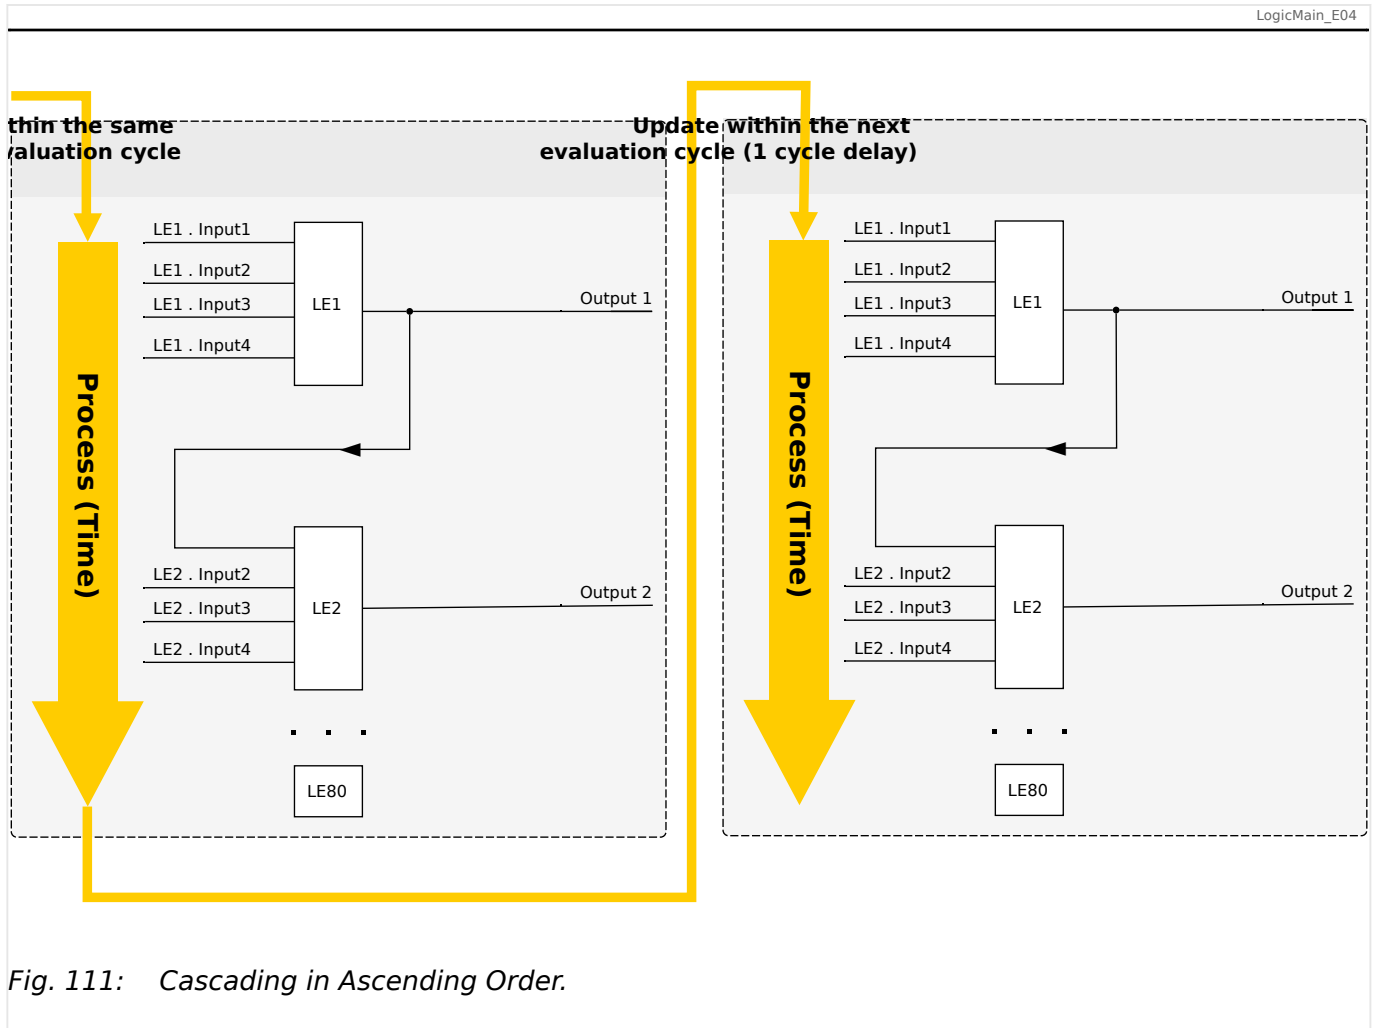 LogicMain_E04
thin the same
valuation cycle
Update within the next
evaluation cycle (1 cycle delay)
LE1 . Input1
LE1 . Input2
LE1 . Input3
LE1 . Input4
LE1
Output 1
Process (Time)
LE2 . Input2
LE2 . Input3
LE2 . Input4
LE2
Output 2
LE80
LE1 . Input1
LE1 . Input2
LE1 . Input3
LE1 . Input4
LE1
Output 1
Process (Time)
LE2 . Input2
LE2 . Input3
LE2 . Input4
LE2
Output 2
LE80
Fig. 111: Cascading in Ascending Order.